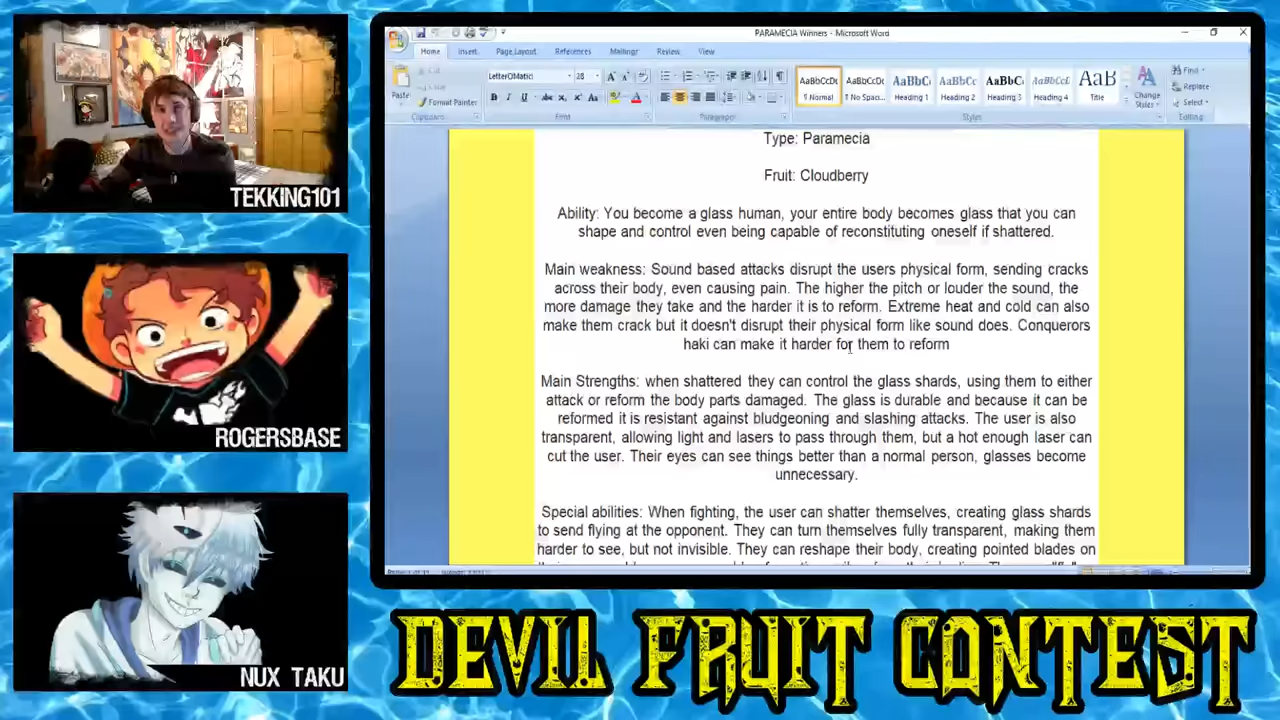 TEKKING101
ROGERSBASE
NUX TAKU
PARAMECIA Winners - Microsoft Word
Home Insert Page Layout References Mailings Review View
Paste
Cut
Copy
Format Painter
Clipboard
28
Font
Paragraph
AaBbCcDc
¶ Normal
¶ No Spaci...
Heading 1
Heading 2
Heading 3
Heading 4
Title
Change
Styles
Styles
Find
Replace
Select
Editing
Type: Paramecia
Fruit: Cloudberry
Ability: You become a glass human, your entire body becomes glass that you can
shape and control even being capable of reconstituting oneself if shattered.
Main weakness: Sound based attacks disrupt the users physical form, sending cracks
across their body, even causing pain. The higher the pitch or louder the sound, the
more damage they take and the harder it is to reform. Extreme heat and cold can also
make them crack but it doesn't disrupt their physical form like sound does. Conquerors
haki can make it harder for them to reform
Main Strengths: when shattered they can control the glass shards, using them to either
attack or reform the body parts damaged. The glass is durable and because it can be
reformed it is resistant against bludgeoning and slashing attacks. The user is also
transparent, allowing light and lasers to pass through them, but a hot enough laser can
cut the user. Their eyes can see things better than a normal person, glasses become
unnecessary.
Special abilities: When fighting, the user can shatter themselves, creating glass shards
to send flying at the opponent. They can turn themselves fully transparent, making them
harder to see, but not invisible. They can reshape their body, creating pointed blades on
DEVIL FRUIT CONTEST